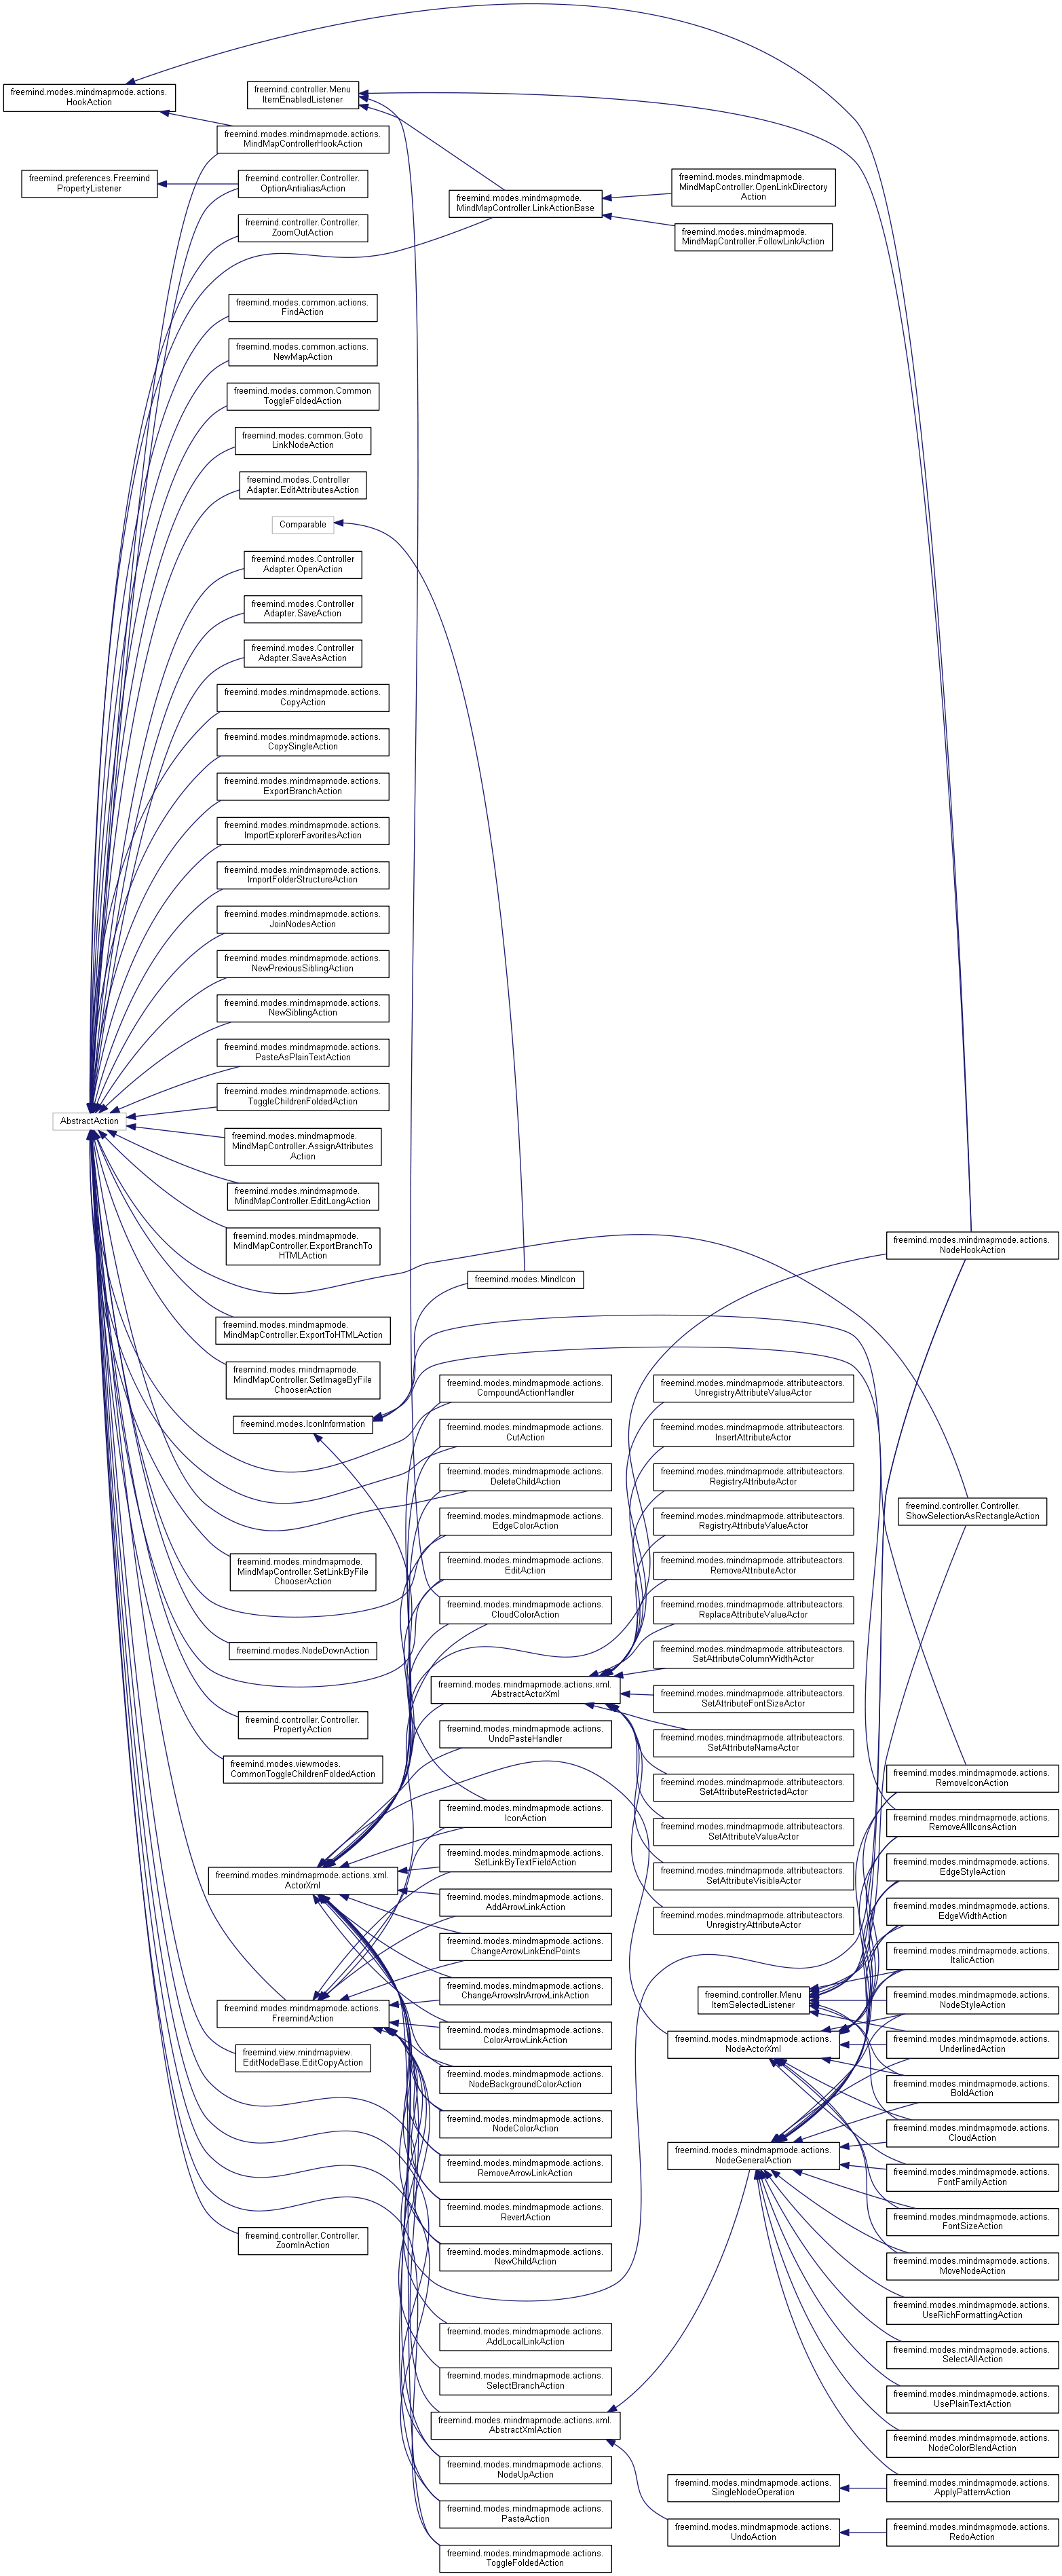 freemind.modes.mindmapmode.actions.
HookAction
freemind.preferences.Freemind
PropertyListener
AbstractAction
freemind.controller.Menu
ItemEnabledListener
freemind.modes.mindmapmode.actions.
MindMapControllerHookAction
freemind.controller.Controller.
OptionAntialiasAction
freemind.controller.Controller.
ZoomOutAction
freemind.modes.common.actions.
FindAction
freemind.modes.common.actions.
NewMapAction
freemind.modes.common.Common
ToggleFoldedAction
freemind.modes.common.Goto
LinkNodeAction
freemind.modes.Controller
Adapter.EditAttributesAction
Comparable
freemind.modes.Controller
Adapter.OpenAction
freemind.modes.Controller
Adapter.SaveAction
freemind.modes.Controller
Adapter.SaveAsAction
freemind.modes.mindmapmode.actions.
CopyAction
freemind.modes.mindmapmode.actions.
CopySingleAction
freemind.modes.mindmapmode.actions.
ExportBranchAction
freemind.modes.mindmapmode.actions.
ImportExplorerFavoritesAction
freemind.modes.mindmapmode.actions.
ImportFolderStructureAction
freemind.modes.mindmapmode.actions.
JoinNodesAction
freemind.modes.mindmapmode.actions.
NewPreviousSiblingAction
freemind.modes.mindmapmode.actions.
NewSiblingAction
freemind.modes.mindmapmode.actions.
PasteAsPlainTextAction
freemind.modes.mindmapmode.actions.
ToggleChildrenFoldedAction
freemind.modes.mindmapmode.
MindMapController.AssignAttributes
Action
freemind.modes.mindmapmode.
MindMapController.EditLongAction
freemind.modes.mindmapmode.
MindMapController.ExportBranchTo
HTMLAction
freemind.modes.mindmapmode.
MindMapController.ExportToHTMLAction
freemind.modes.mindmapmode.
MindMapController.SetImageByFile
ChooserAction
freemind.modes.IconInformation
freemind.modes.mindmapmode.
MindMapController.SetLinkByFile
ChooserAction
freemind.modes.NodeDownAction
freemind.controller.Controller.
PropertyAction
freemind.modes.viewmodes.
CommonToggleChildrenFoldedAction
freemind.modes.mindmapmode.actions.xml.
ActorXml
freemind.modes.mindmapmode.actions.
FreemindAction
freemind.view.mindmapview.
EditNodeBase.EditCopyAction
freemind.controller.Controller.
ZoomInAction
freemind.modes.mindmapmode.
MindMapController.LinkActionBase
freemind.modes.MindIcon
freemind.modes.mindmapmode.actions.
CompoundActionHandler
freemind.modes.mindmapmode.actions.
CutAction
freemind.modes.mindmapmode.actions.
DeleteChildAction
freemind.modes.mindmapmode.actions.
EdgeColorAction
freemind.modes.mindmapmode.actions.
EditAction
freemind.modes.mindmapmode.actions.
CloudColorAction
freemind.modes.mindmapmode.actions.xml.
AbstractActorXml
freemind.modes.mindmapmode.actions.
UndoPasteHandler
freemind.modes.mindmapmode.actions.
IconAction
freemind.modes.mindmapmode.actions.
SetLinkByTextFieldAction
freemind.modes.mindmapmode.actions.
AddArrowLinkAction
freemind.modes.mindmapmode.actions.
ChangeArrowLinkEndPoints
freemind.modes.mindmapmode.actions.
ChangeArrowsInArrowLinkAction
freemind.modes.mindmapmode.actions.
ColorArrowLinkAction
freemind.modes.mindmapmode.actions.
NodeBackgroundColorAction
freemind.modes.mindmapmode.actions.
NodeColorAction
freemind.modes.mindmapmode.actions.
RemoveArrowLinkAction
freemind.modes.mindmapmode.actions.
RevertAction
freemind.modes.mindmapmode.actions.
NewChildAction
freemind.modes.mindmapmode.actions.
AddLocalLinkAction
freemind.modes.mindmapmode.actions.
SelectBranchAction
freemind.modes.mindmapmode.actions.xml.
AbstractXmlAction
freemind.modes.mindmapmode.actions.
NodeUpAction
freemind.modes.mindmapmode.actions.
PasteAction
freemind.modes.mindmapmode.actions.
ToggleFoldedAction
freemind.modes.mindmapmode.
MindMapController.OpenLinkDirectory
Action
freemind.modes.mindmapmode.
MindMapController.FollowLinkAction
freemind.modes.mindmapmode.attributeactors.
UnregistryAttributeValueActor
freemind.modes.mindmapmode.attributeactors.
InsertAttributeActor
freemind.modes.mindmapmode.attributeactors.
RegistryAttributeActor
freemind.modes.mindmapmode.attributeactors.
RegistryAttributeValueActor
freemind.modes.mindmapmode.attributeactors.
RemoveAttributeActor
freemind.modes.mindmapmode.attributeactors.
ReplaceAttributeValueActor
freemind.modes.mindmapmode.attributeactors.
SetAttributeColumnWidthActor
freemind.modes.mindmapmode.attributeactors.
SetAttributeFontSizeActor
freemind.modes.mindmapmode.attributeactors.
SetAttributeNameActor
freemind.modes.mindmapmode.attributeactors.
SetAttributeRestrictedActor
freemind.modes.mindmapmode.attributeactors.
SetAttributeValueActor
freemind.modes.mindmapmode.attributeactors.
SetAttributeVisibleActor
freemind.modes.mindmapmode.attributeactors.
UnregistryAttributeActor
freemind.controller.Menu
ItemSelectedListener
freemind.modes.mindmapmode.actions.
NodeActorXml
freemind.modes.mindmapmode.actions.
NodeGeneralAction
freemind.modes.mindmapmode.actions.
SingleNodeOperation
freemind.modes.mindmapmode.actions.
UndoAction
freemind.modes.mindmapmode.actions.
NodeHookAction
freemind.controller.Controller.
ShowSelectionAsRectangleAction
freemind.modes.mindmapmode.actions.
RemoveIconAction
freemind.modes.mindmapmode.actions.
RemoveAllIconsAction
freemind.modes.mindmapmode.actions.
EdgeStyleAction
freemind.modes.mindmapmode.actions.
EdgeWidthAction
freemind.modes.mindmapmode.actions.
ItalicAction
freemind.modes.mindmapmode.actions.
NodeStyleAction
freemind.modes.mindmapmode.actions.
UnderlinedAction
freemind.modes.mindmapmode.actions.
BoldAction
freemind.modes.mindmapmode.actions.
CloudAction
freemind.modes.mindmapmode.actions.
FontFamilyAction
freemind.modes.mindmapmode.actions.
FontSizeAction
freemind.modes.mindmapmode.actions.
MoveNodeAction
freemind.modes.mindmapmode.actions.
UseRichFormattingAction
freemind.modes.mindmapmode.actions.
SelectAllAction
freemind.modes.mindmapmode.actions.
UsePlainTextAction
freemind.modes.mindmapmode.actions.
NodeColorBlendAction
freemind.modes.mindmapmode.actions.
ApplyPatternAction
freemind.modes.mindmapmode.actions.
RedoAction